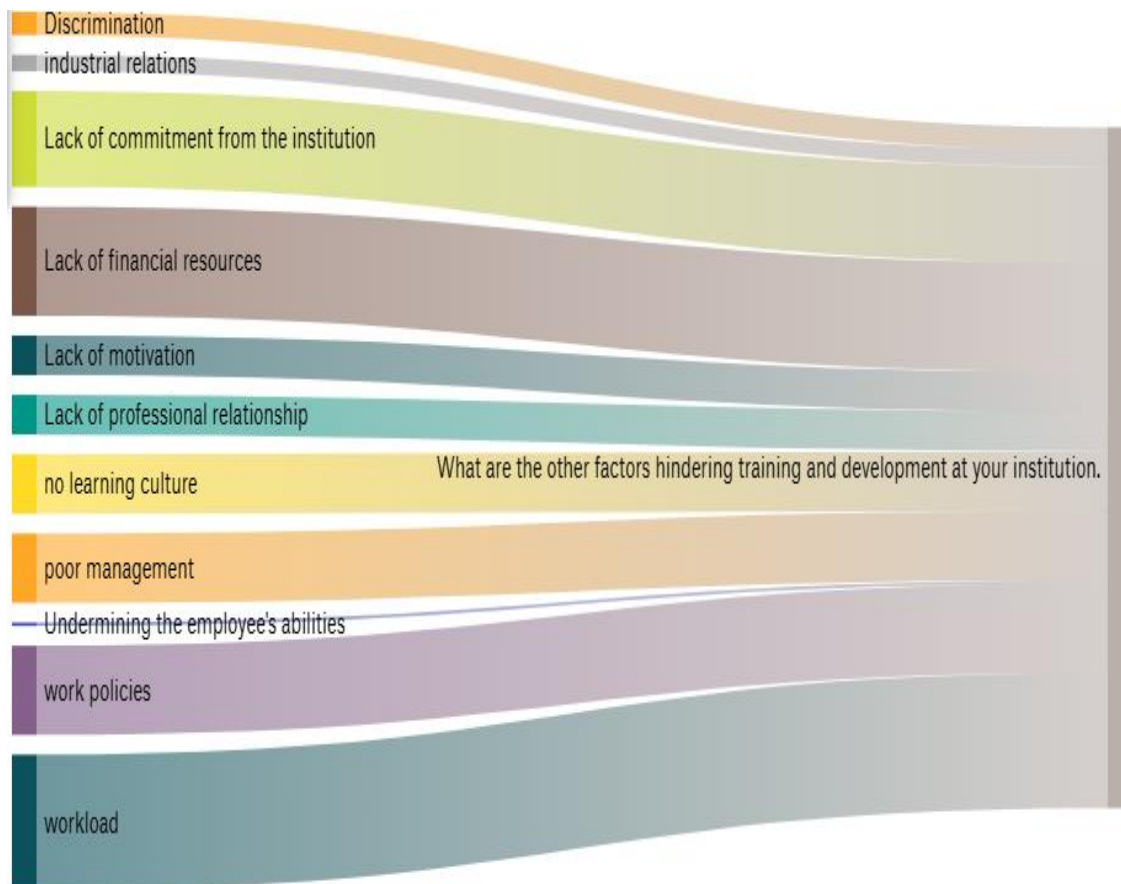 Discrimination
industrial relations
Lack of commitment from the institution
Lack of financial resources
Lack of motivation
Lack of professional relationship
What are the other factors hindering training and development at your institution.
no learning culture
poor management
Undermining the employee's abilities
work policies
workload